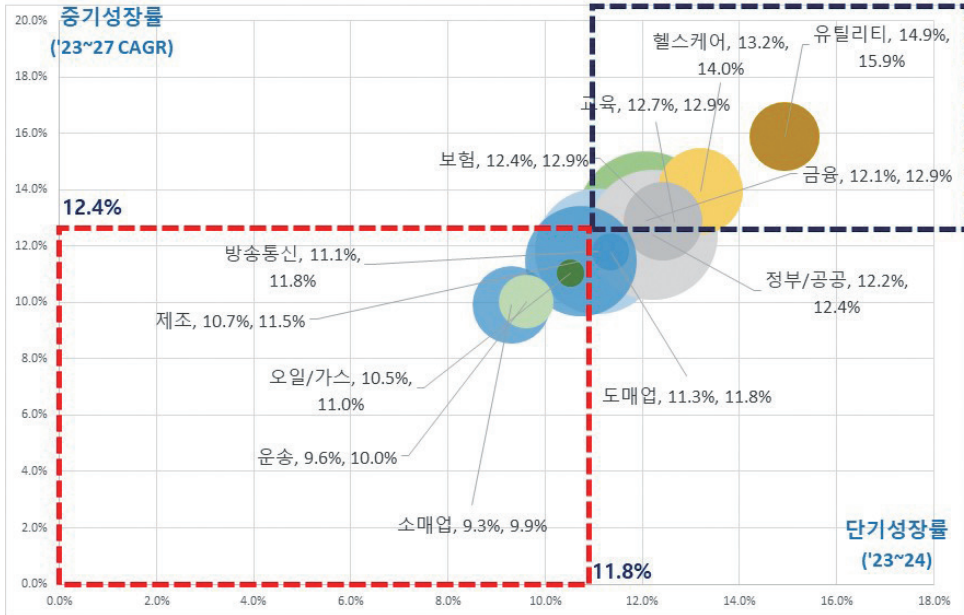 중기성장률
('23~27 CAGR)
20.0%
18.0%
16.0%
14.0%
12.0%
10.0%
8.0%
6.0%
4.0%
2.0%
0.0%
헬스케어, 13.2%,
14.0%
유틸리티, 14.9%,
15.9%
교육, 12.7%, 12.9%
보험, 12.4%, 12.9%
금융, 12.1%, 12.9%
12.4%
방송통신, 11.1%,
11.8%
정부/공공, 12.2%,
12.4%
제조, 10.7%, 11.5%
오일/가스, 10.5%,
11.0%
도매업, 11.3%, 11.8%
운송, 9.6%, 10.0%
소매업, 9.3%, 9.9%
단기성장률
('23~24)
11.8%
0.0%
2.0%
4.0%
6.0%
8.0%
10.0%
12.0%
14.0%
16.0%
18.0%